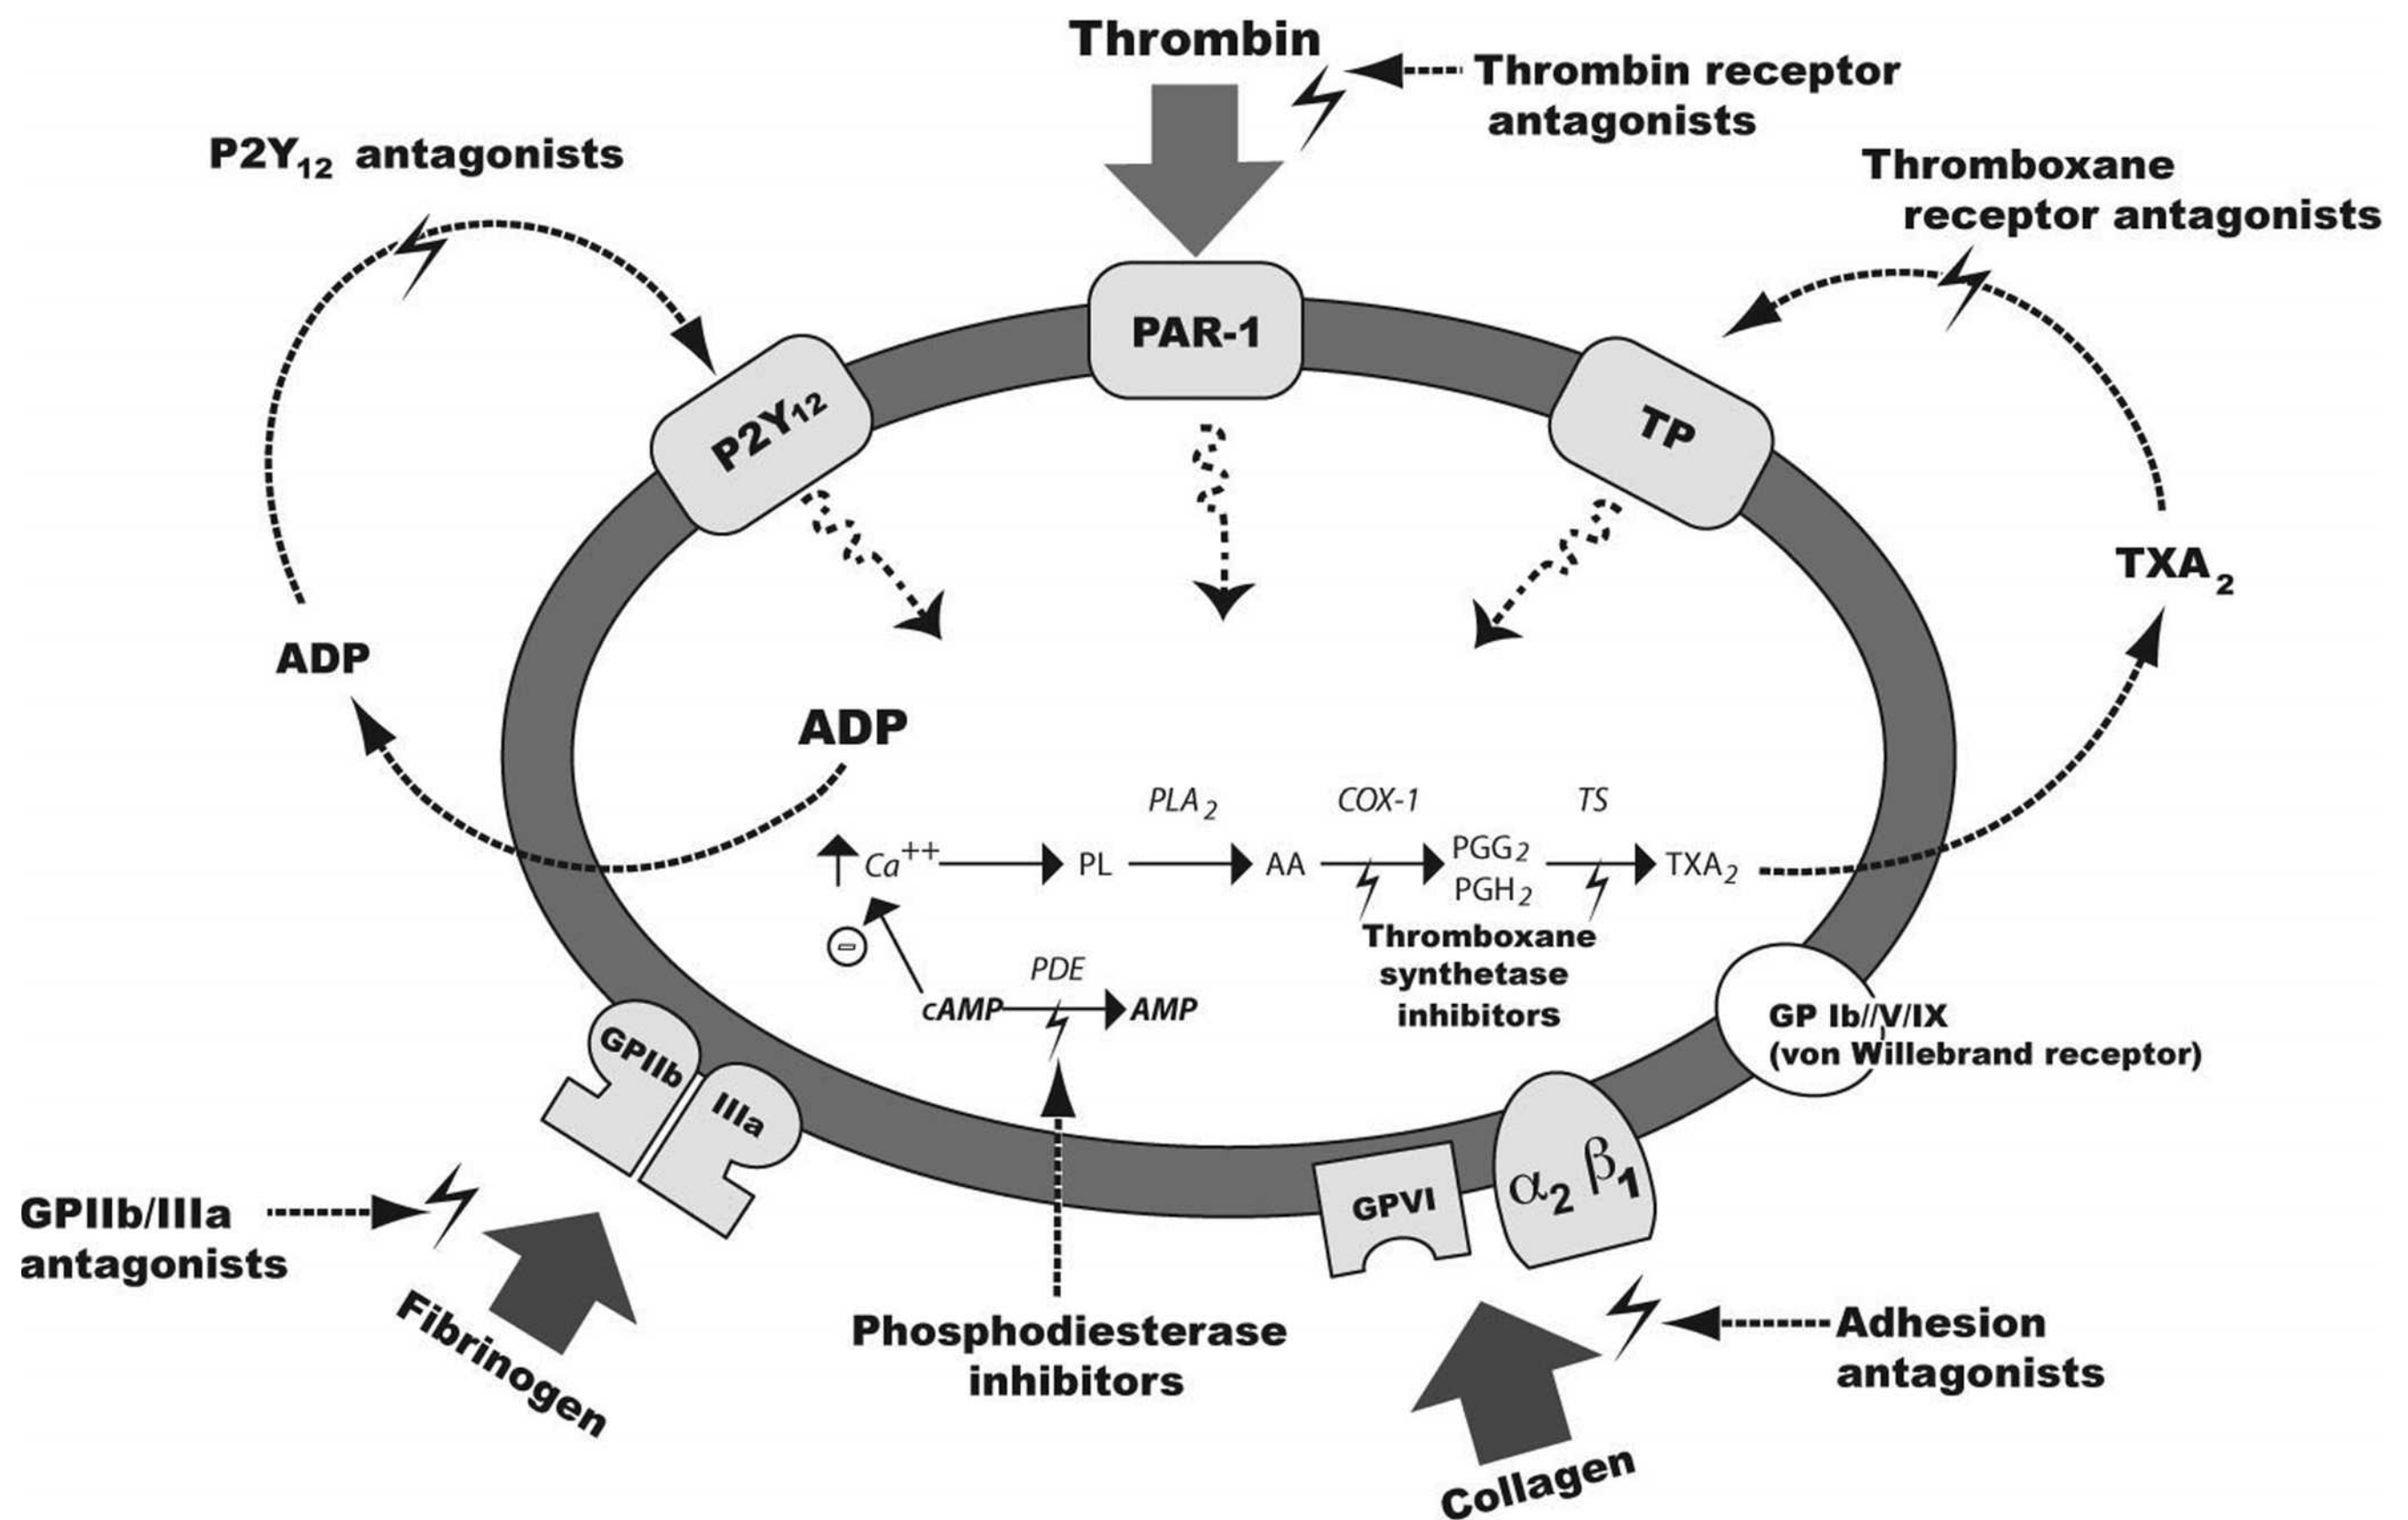 Thrombin
Thrombin receptor
antagonists
P2Y12 antagonists
Thromboxane
receptor antagonists
PAR-1
P2Y12
TP
TXA2
ADP
ADP
PLA2
COX-1
TS
Ca++
PL
AA
PGG2
PGH2
TXA2
Thromboxane
synthetase
inhibitors
-
PDE
cAMP
AMP
GPIIb
IIIa
GP Ib//V/IX
(von Willebrand receptor)
GPVI
α2 β1
GPIIb/IIIa
antagonists
Fibrinogen
Phosphodiesterase
inhibitors
Adhesion
antagonists
Collagen